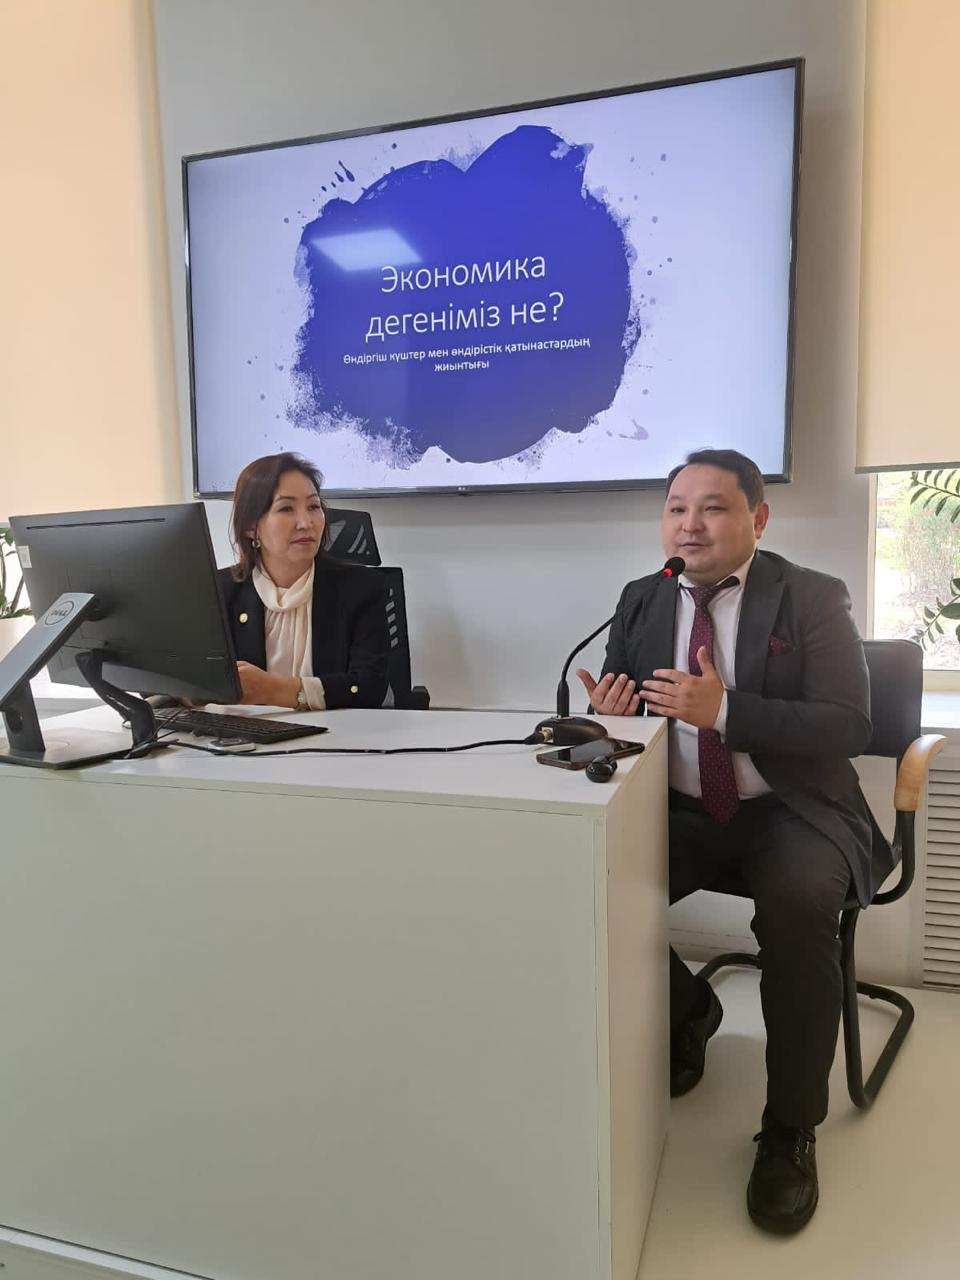 Экономика
дегеніміз не?
Өндіргіш күштер мен өндірістік қатынастардың
жиынтығы
DELL